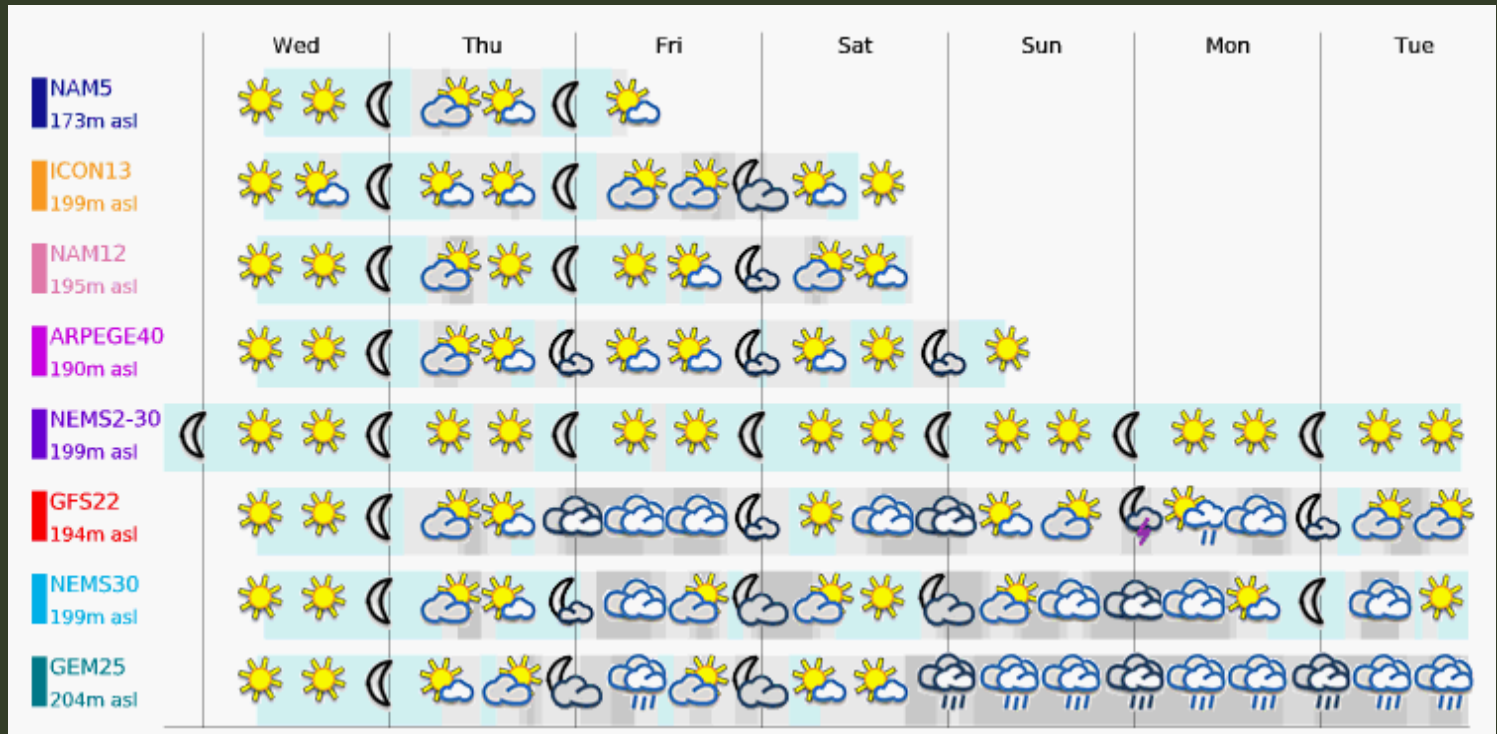 Wed Thu Fri Sat Sun Mon Tue
NAM5
173m asl
ICON13
199m asl
NAM12
195m asl
ARPEGE40
190m asl
NEMS2-30
199m asl
GFS22
194m asl
NEMS30
199m asl
GEM25
204m asl